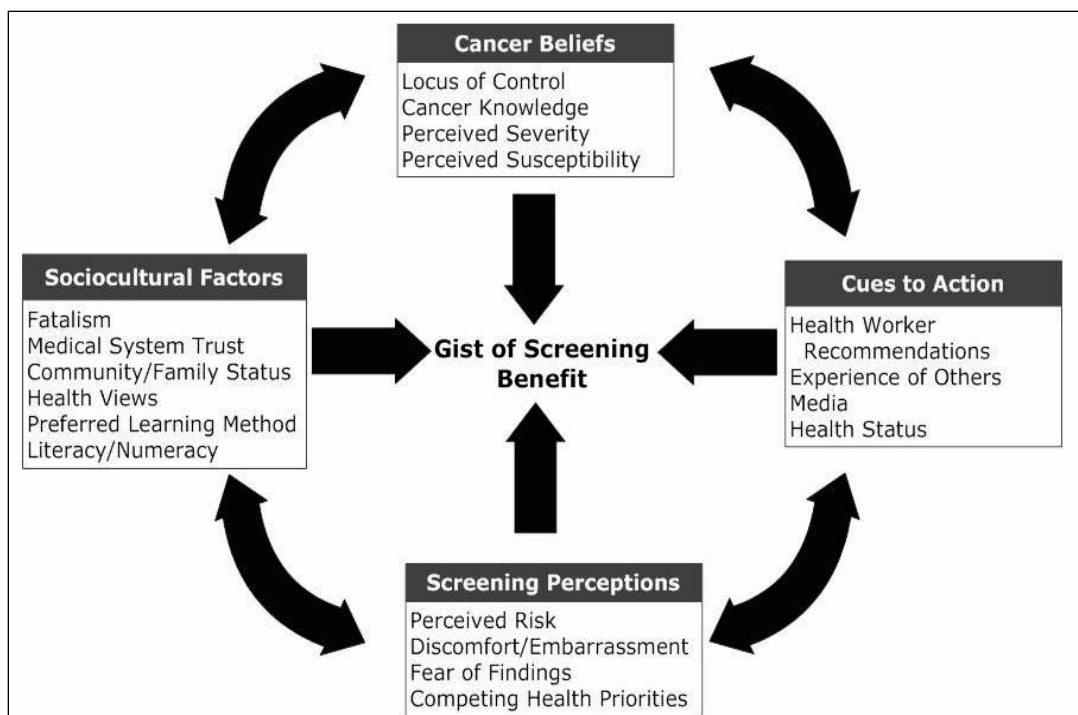 Cancer Beliefs
Locus of Control
Cancer Knowledge
Perceived Severity
Perceived Susceptibility
Sociocultural Factors
Fatalism
Medical System Trust
Community/Family Status
Health Views
Preferred Learning Method
Literacy/Numeracy
Gist of Screening
Benefit
Cues to Action
Health Worker
Recommendations
Experience of Others
Media
Health Status
Screening Perceptions
Perceived Risk
Discomfort/Embarrassment
Fear of Findings
Competing Health Priorities